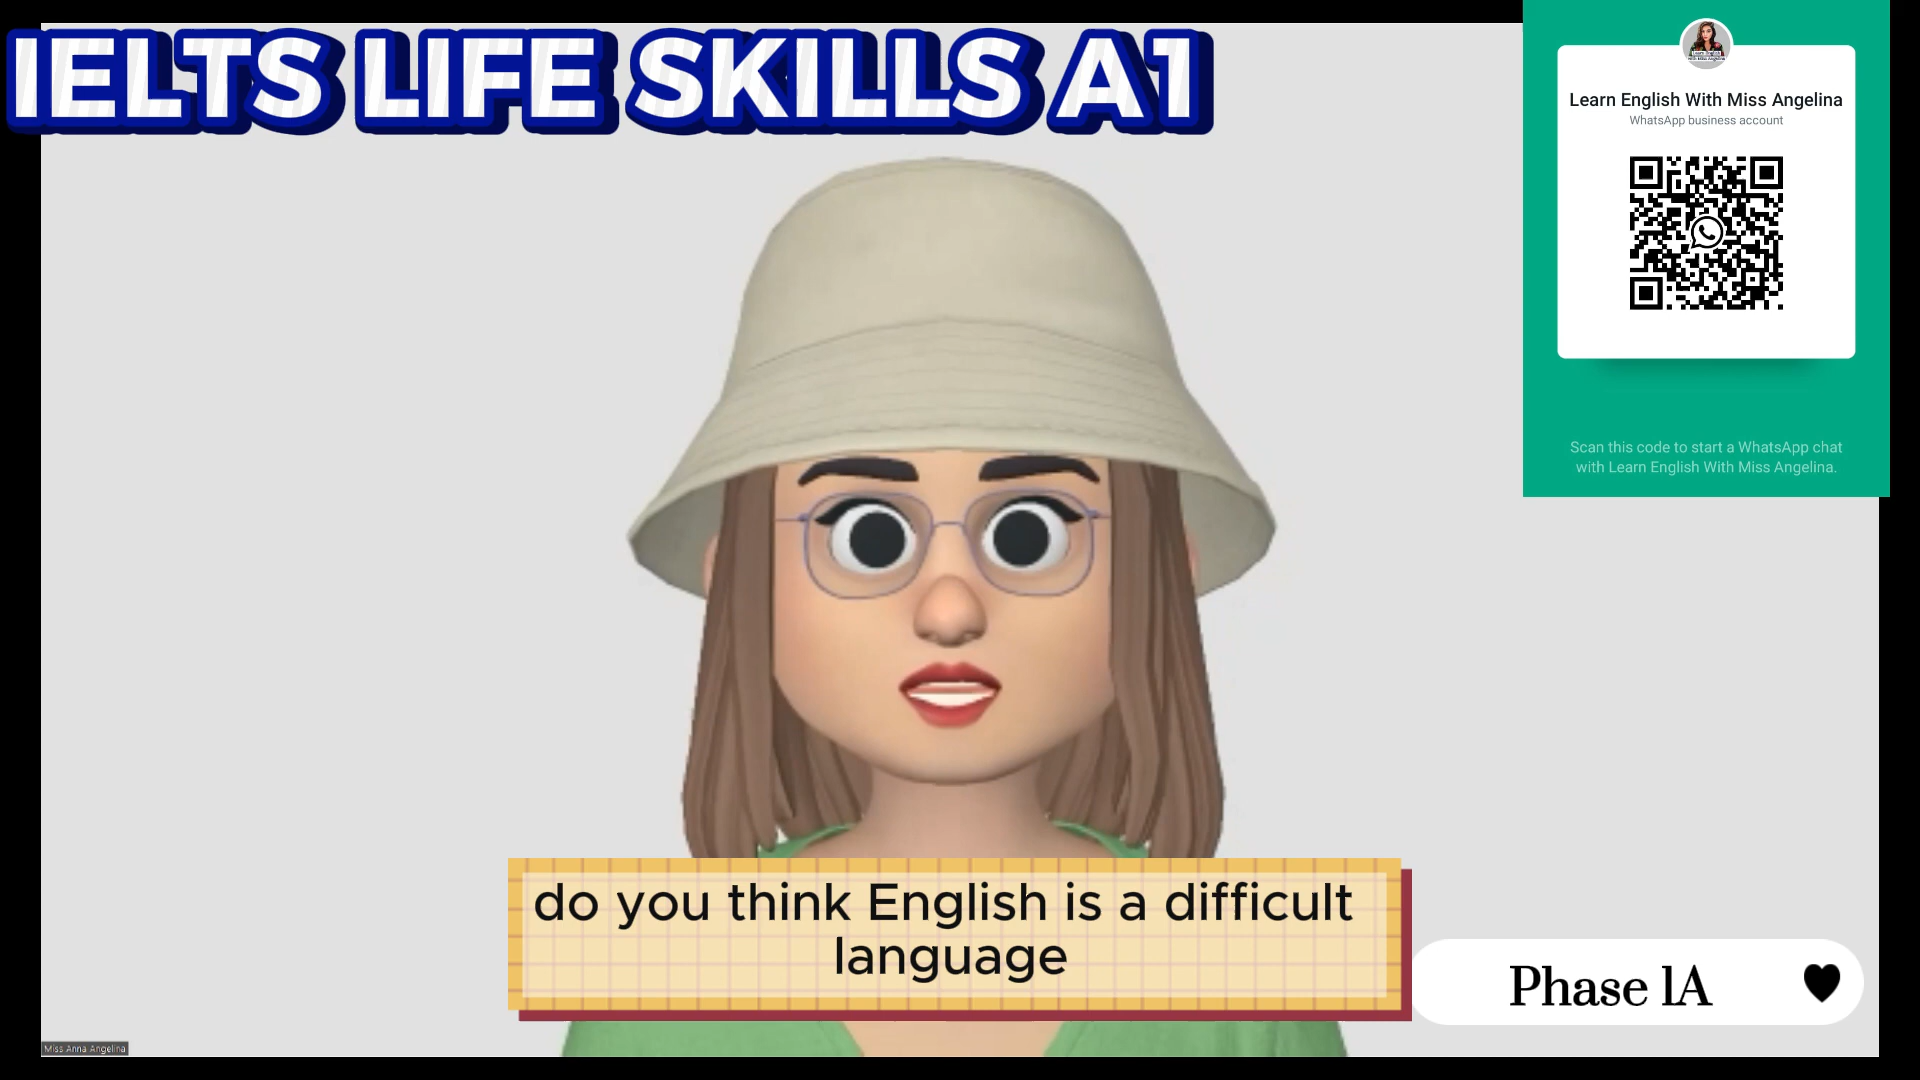 IELTS LIFE SKILLS A1
Learn English With Miss Angelina
WhatsApp business account
Scan this code to start a WhatsApp chat
with Learn English With Miss Angelina.
do you think English is a difficult
language
Phase 1A
Miss Anna Angelina